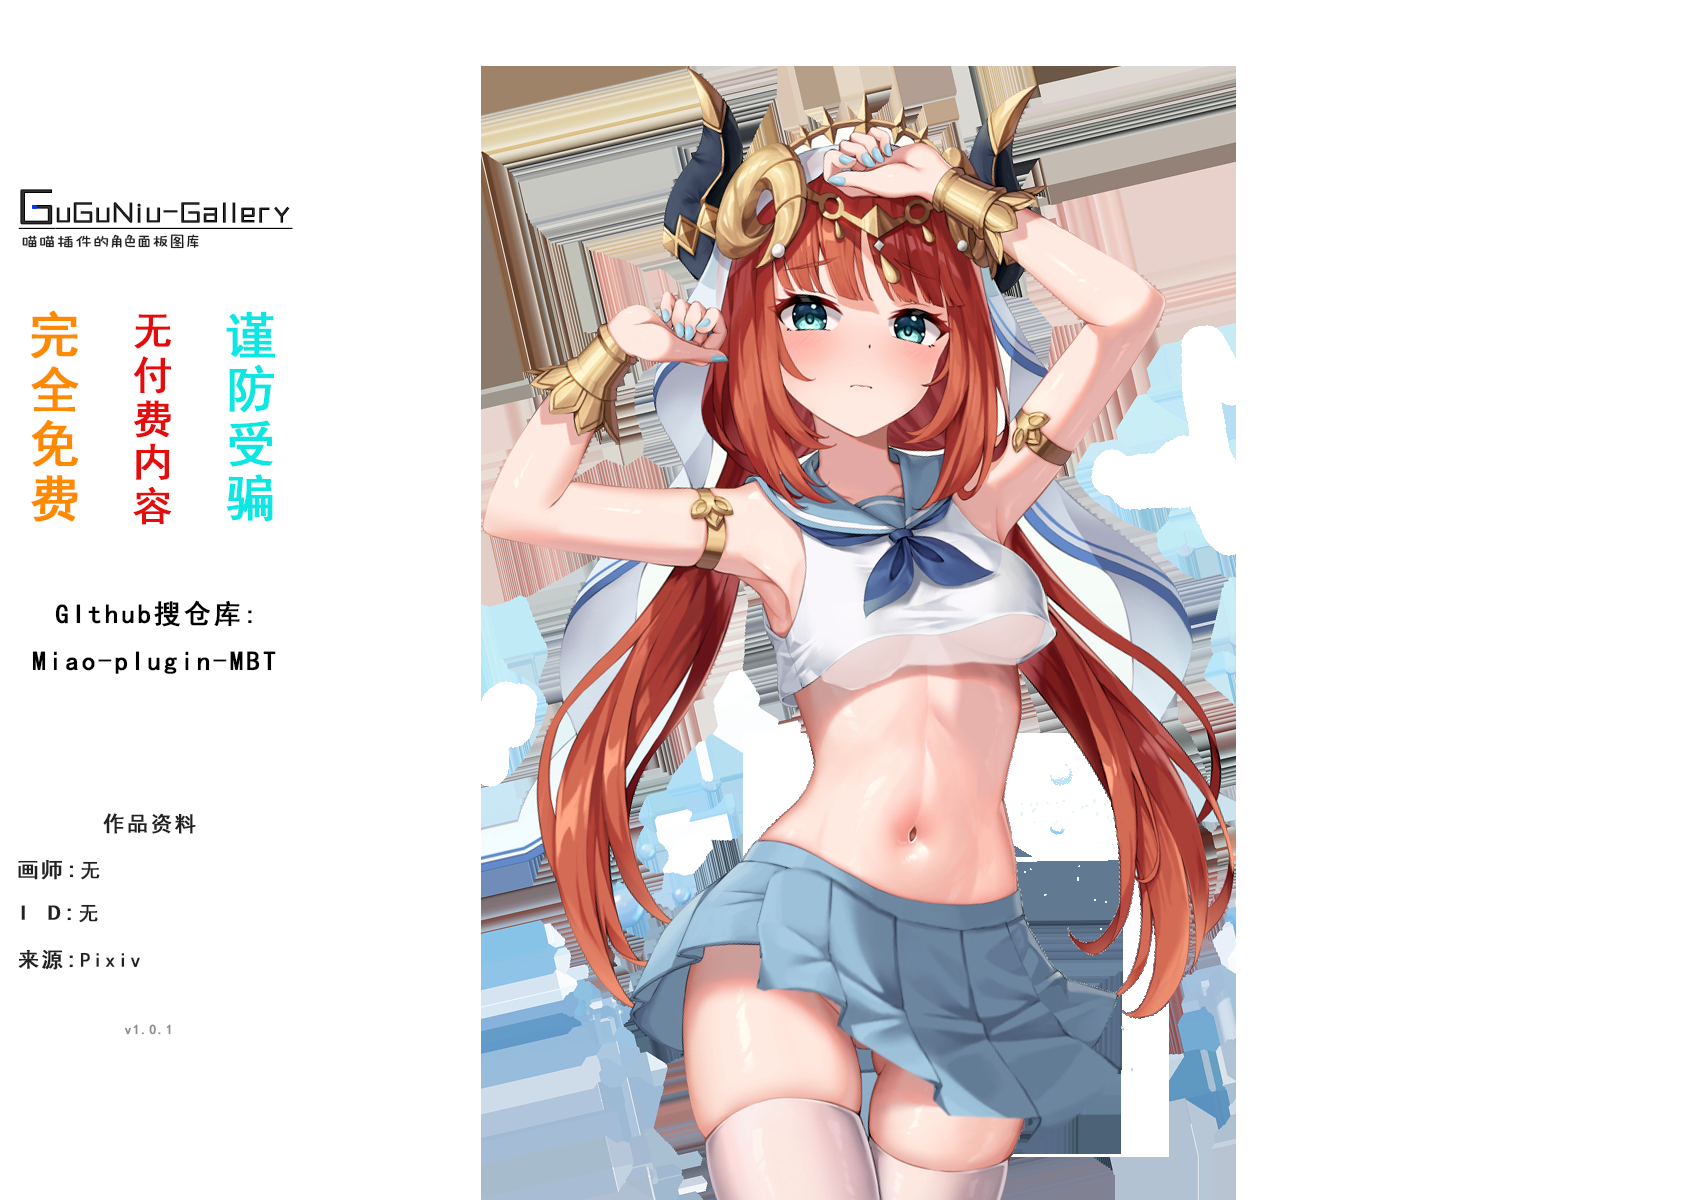 GuGuNiu-Gallery
喵喵插件的角色面板图库
完全免费
无付费内容
谨防受骗
GIthub搜仓库:
Miao-plugin-MBT
作品资料
画师:无
I D:无
来源:Pixiv
v1.0.1